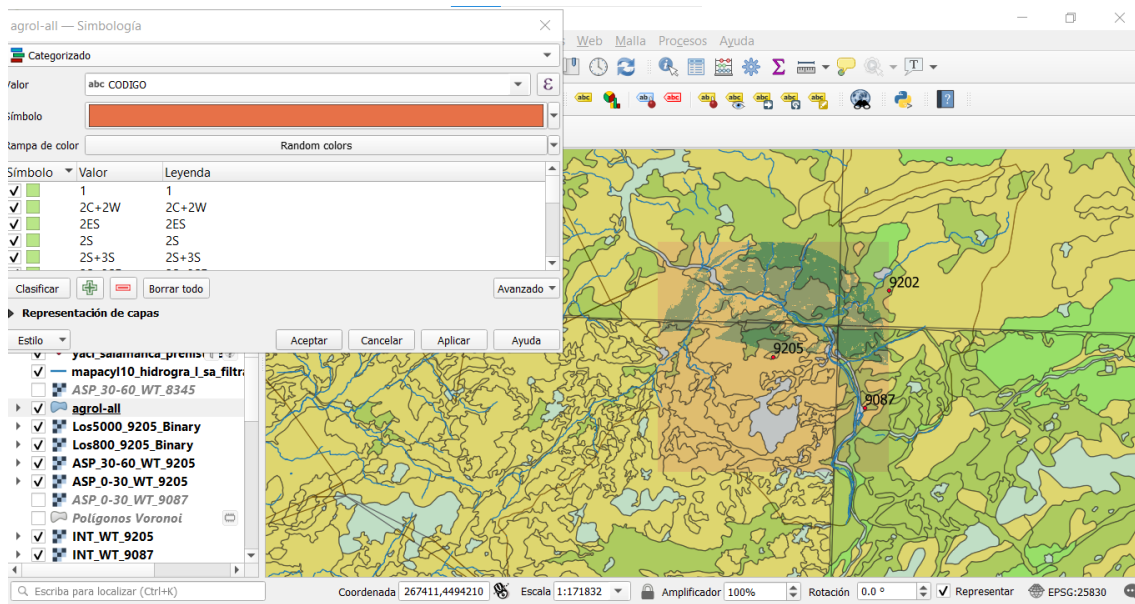 agrol-all — Simbología
Web Malla Procesos Ayuda
Categorizado
Valor
abc CODIGO
ε
Símbolo
Rampa de color
Random colors
Símbolo Valor Leyenda
1 1
2C+2W 2C+2W
2ES 2ES
2S 2S
2S+3S 2S+3S
Clasificar
Borrar todo
Avanzado
Representación de capas
Estilo
Aceptar
Cancelar
Aplicar
Ayuda
mapacyl10_hidrogra_l_sa_filtra
ASP_30-60_WT_8345
agrol-all
Los5000_9205_Binary
Los800_9205_Binary
ASP_30-60_WT_9205
ASP_0-30_WT_9205
ASP_0-30_WT_9087
Polígonos Voronoi
INT_WT_9205
INT_WT_9087
9202
9205
9087
Escriba para localizar (Ctrl+K)
Coordenada 267411,4494210
Escala 1:171832
Amplificador 100%
Rotación 0.0 °
Representar
EPSG:25830